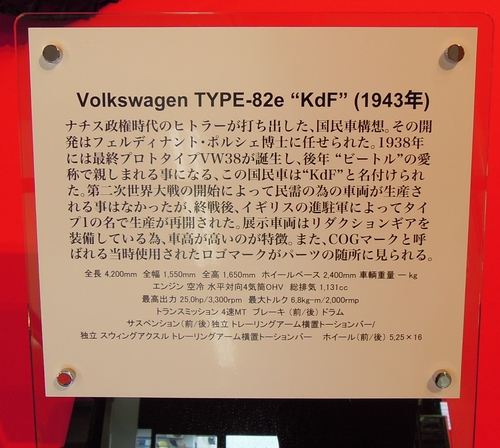 Volkswagen TYPE-82e “KdF” (1943年)
ナチス政権時代のヒトラーが打ち出した、国民車構想。その開
発はフェルディナント・ポルシェ博士に任せられた。1938年
には最終プロトタイプVW38が誕生し、後年 “ビートル”の愛
称で親しまれる事になる、この国民車は“KdF”と名付けられ
た。第二次世界大戦の開始によって民需の為の車両が生産さ
れる事はなかったが、終戦後、イギリスの進駐軍によってタイ
プ1の名で生産が再開された。展示車両はリダクションギアを
装備している為、車高が高いのが特徴。また、COGマークと呼
ばれる当時使用されたロゴマークがパーツの随所に見られる。
全長 4,200mm 全幅 1,550mm 全高 1,650mm ホイールベース 2,400mm 車輌重量 ー kg
エンジン 空冷 水平対向4気筒OHV 総排気 1,131cc
最高出力 25.0hp/3,300rpm 最大トルク 6.8kg-m/2,000rmp
トランスミッション 4速MT ブレーキ (前/後) ドラム
サスペンション (前/後) 独立 トレーリングアーム横置トーションバー/
独立 スウィングアクスル トレーリングアーム横置トーションバー ホイール (前/後) 5,25×16